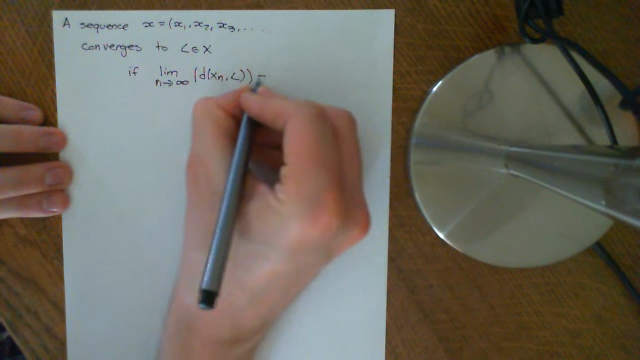 A sequence x = (x₁, x₂, x₃, .....
converges to L ∈ X
if lim n→∞ (d(xₙ, L)) =